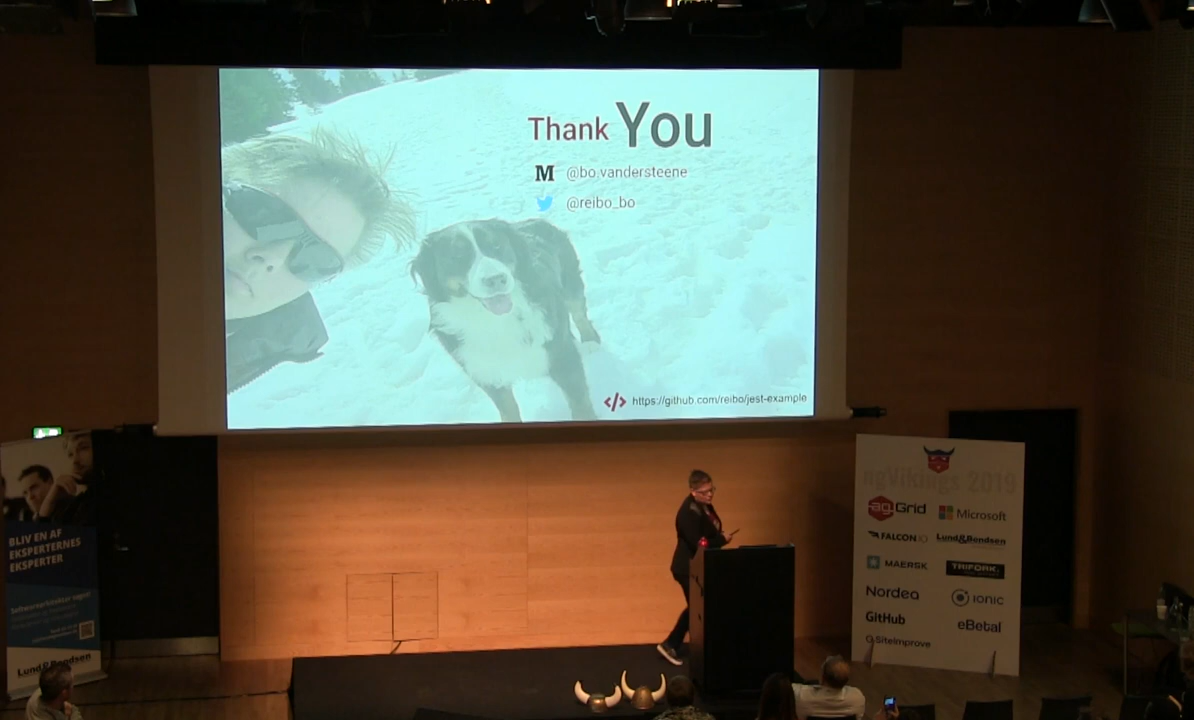 Thank You
M @bo.vandersteene
@reibo_bo
</> https://github.com/reibo/jest-example
BLIV EN AF
EKSPERTERNES
EKSPERTER
Lund&Bendsen
ngVikings 2019
ag Grid
Microsoft
FALCON.IO
Lund&Bendsen
MAERSK
TRIFORK.
Nordea
IONIC
GitHub
eBetal
SiteImprove